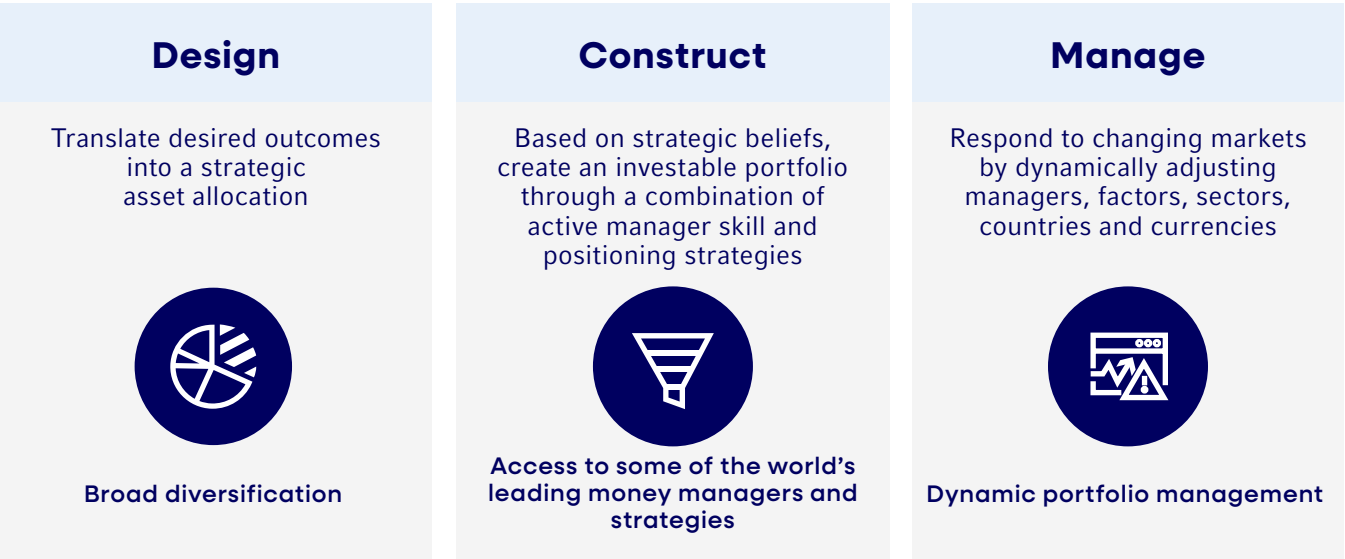 Design
Translate desired outcomes
into a strategic
asset allocation
Broad diversification
Construct
Based on strategic beliefs,
create an investable portfolio
through a combination of
active manager skill and
positioning strategies
Access to some of the world's
leading money managers and
strategies
Manage
Respond to changing markets
by dynamically adjusting
managers, factors, sectors,
countries and currencies
Dynamic portfolio management